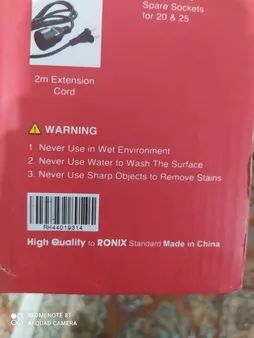 Spare Sockets
for 20 & 25
2m Extension
Cord
WARNING
1 Never Use in Wet Environment
2. Never Use Water to Wash The Surface
3. Never Use Sharp Objects to Remove Stains
RH44019314
High Quality to RONIX Standard Made in China
REDMI NOTE 8T
AI QUAD CAMERA